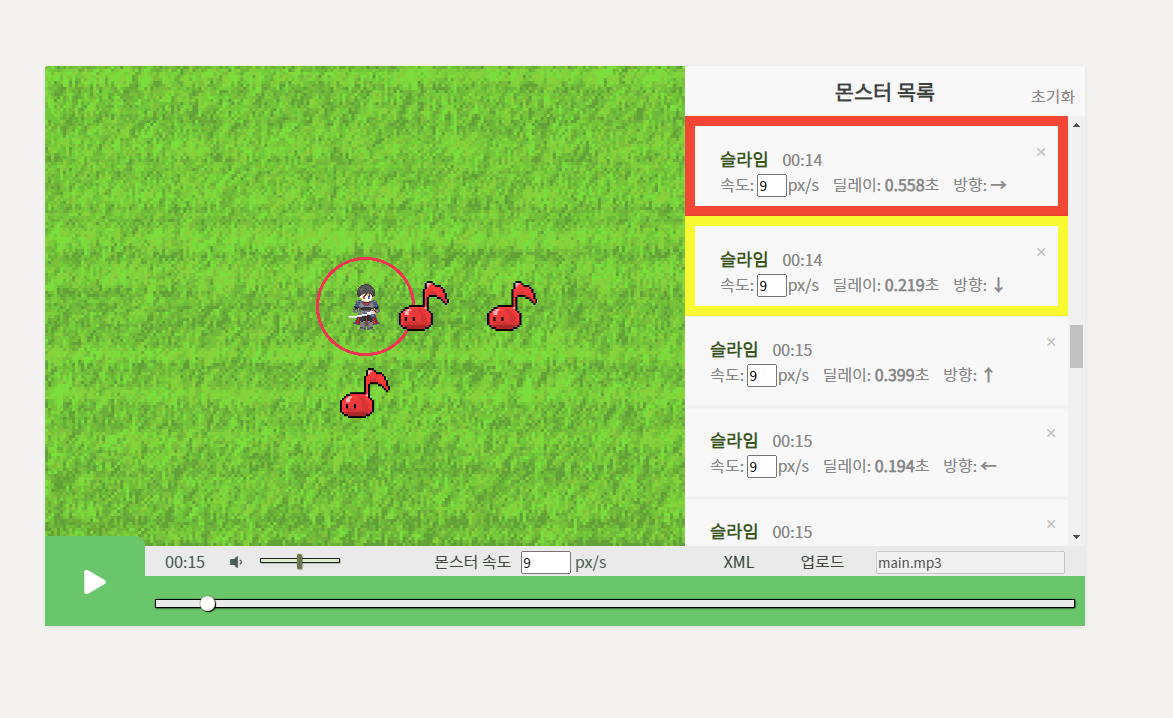 몬스터 목록
초기화
슬라임 00:14 ×
속도: 9 px/s 딜레이: 0.558초 방향: →
슬라임 00:14 ×
속도: 9 px/s 딜레이: 0.219초 방향: ↓
슬라임 00:15 ×
속도: 9 px/s 딜레이: 0.399초 방향: ↑
슬라임 00:15 ×
속도: 9 px/s 딜레이: 0.194초 방향: ←
슬라임 00:15 ×
00:15 몬스터 속도 9 px/s XML 업로드 main.mp3